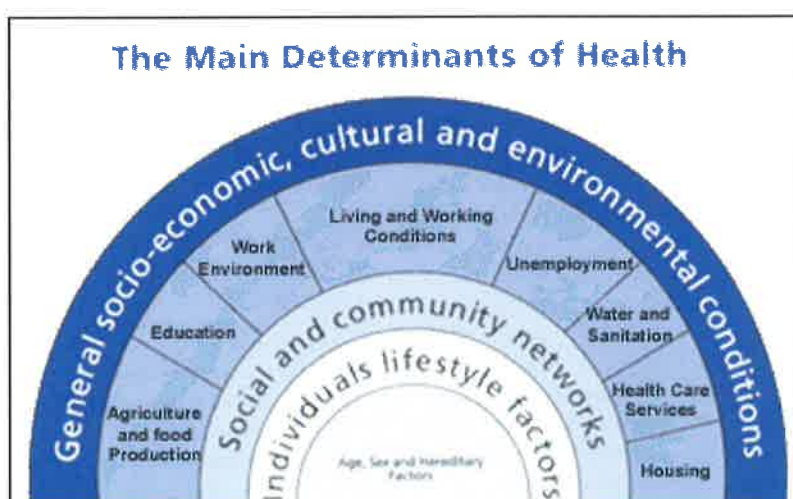 The Main Determinants of Health
General socio-economic, cultural and environmental conditions
Living and Working
Conditions
Work
Environment
Unemployment
Education
Water and
Sanitation
Agriculture
and food
Production
Health Care
Services
Housing
Social and community networks
Individuals lifestyle factors
Age, Sex and Hereditary
Factors